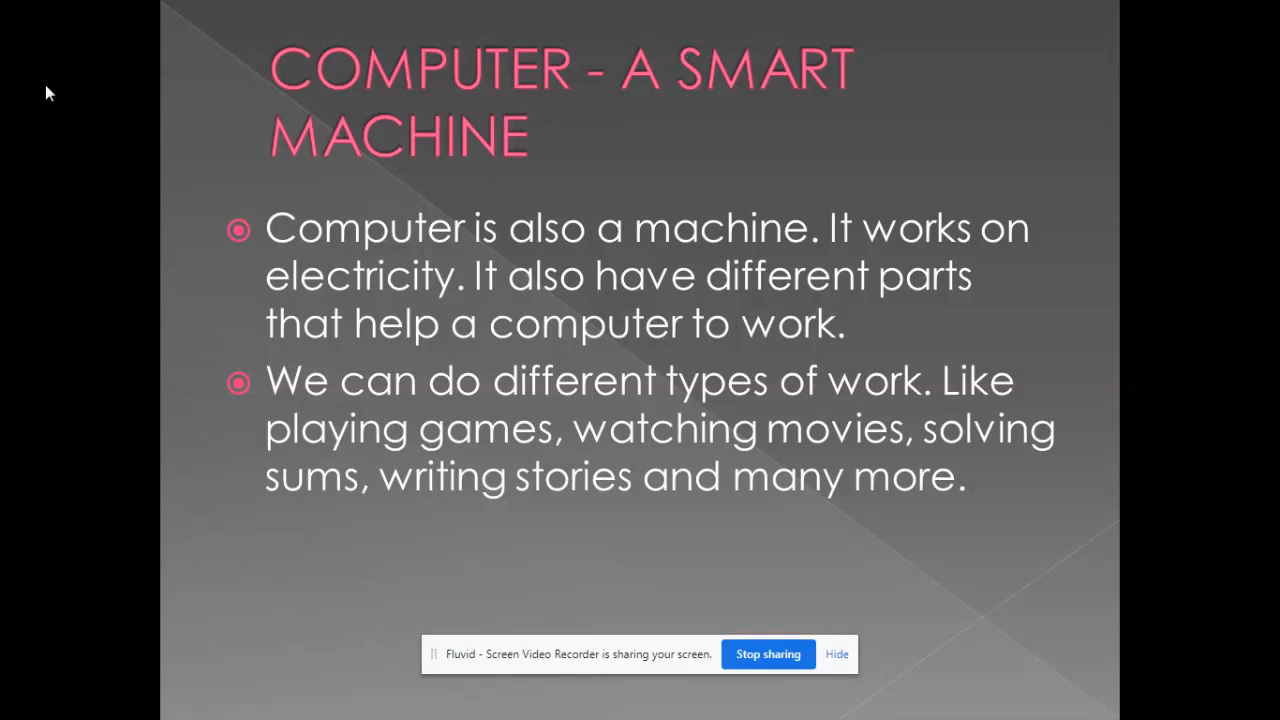 COMPUTER - A SMART
MACHINE
Computer is also a machine. It works on
electricity. It also have different parts
that help a computer to work.
We can do different types of work. Like
playing games, watching movies, solving
sums, writing stories and many more.
Fluvid - Screen Video Recorder is sharing your screen. Stop sharing Hide